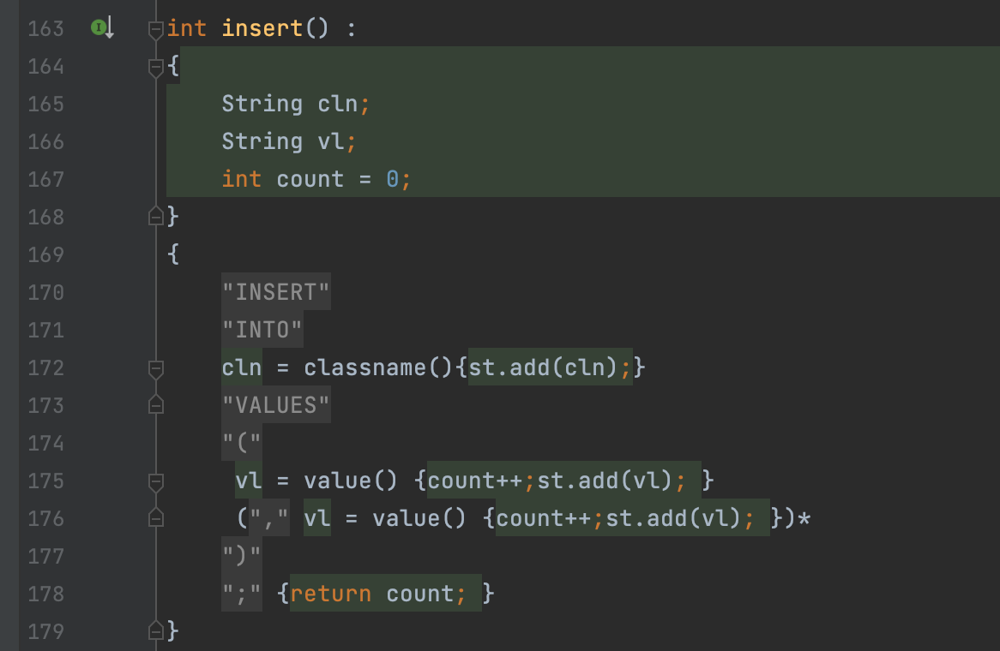 163 I int insert() :
164 {
165 String cln;
166 String vl;
167 int count = 0;
168 }
169 {
170 "INSERT"
171 "INTO"
172 cln = classname(){st.add(cln);}
173 "VALUES"
174 "("
175 vl = value() {count++;st.add(vl); }
176 ("," vl = value() {count++;st.add(vl); })*
177 ")"
178 ";" {return count; }
179 }